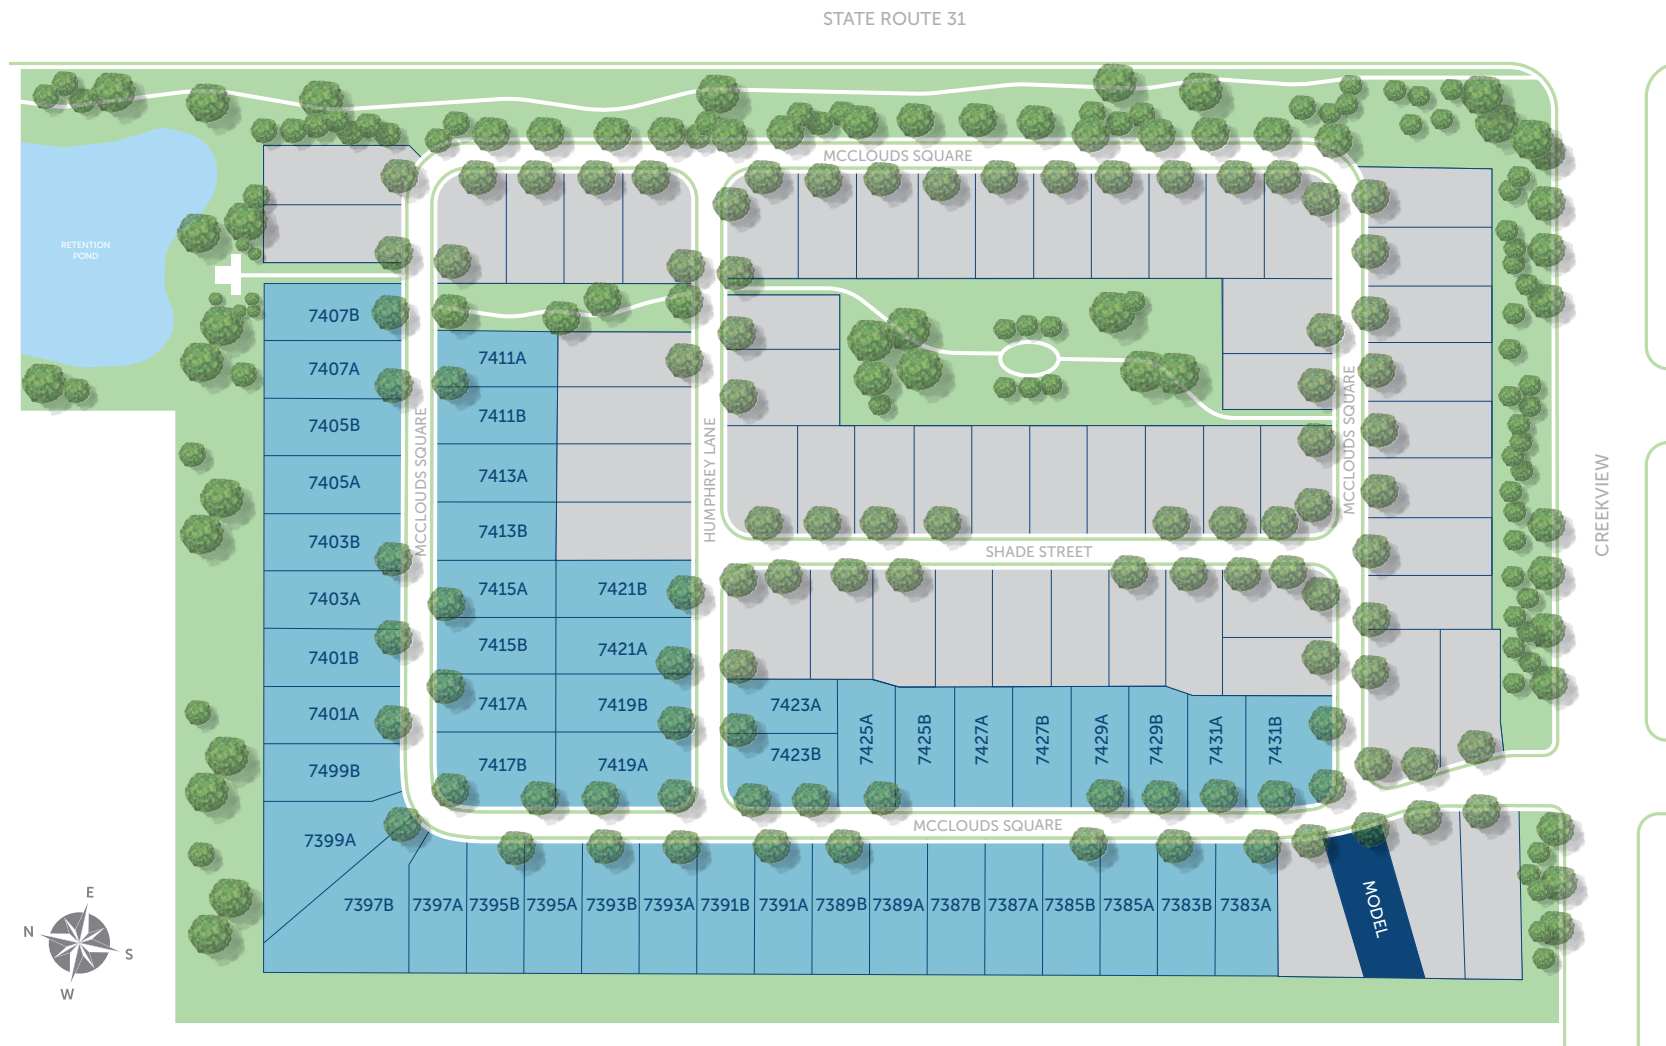 STATE ROUTE 31
MCCLOUDS SQUARE
RETENTION
POND
7407B
7407A
7405B
7405A
7403B
7403A
7401B
7401A
7499B
7399A
MCCLOUDS SQUARE
7411A
7411B
7413A
7413B
7415A
7421B
7415B
7421A
7417A
7419B
7417B
7419A
HUMPHREY LANE
MCCLOUDS SQUARE
CREEKVIEW
SHADE STREET
7423A
7423B
7425A
7425B
7427A
7427B
7429A
7429B
7431A
7431B
MCCLOUDS SQUARE
7397B
7397A
7395B
7395A
7393B
7393A
7391B
7391A
7389B
7389A
7387B
7387A
7385B
7385A
7383B
7383A
MODEL
E
N
S
W